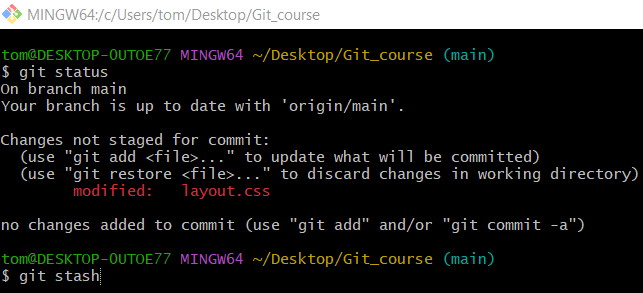 MINGW64:/c/Users/tom/Desktop/Git_course
tom@DESKTOP-OUTOE77 MINGW64 ~/Desktop/Git_course (main)
$ git status
On branch main
Your branch is up to date with 'origin/main'.
Changes not staged for commit:
(use "git add <file>..." to update what will be committed)
(use "git restore <file>..." to discard changes in working directory)
modified: layout.css
no changes added to commit (use "git add" and/or "git commit -a")
tom@DESKTOP-OUTOE77 MINGW64 ~/Desktop/Git_course (main)
$ git stash